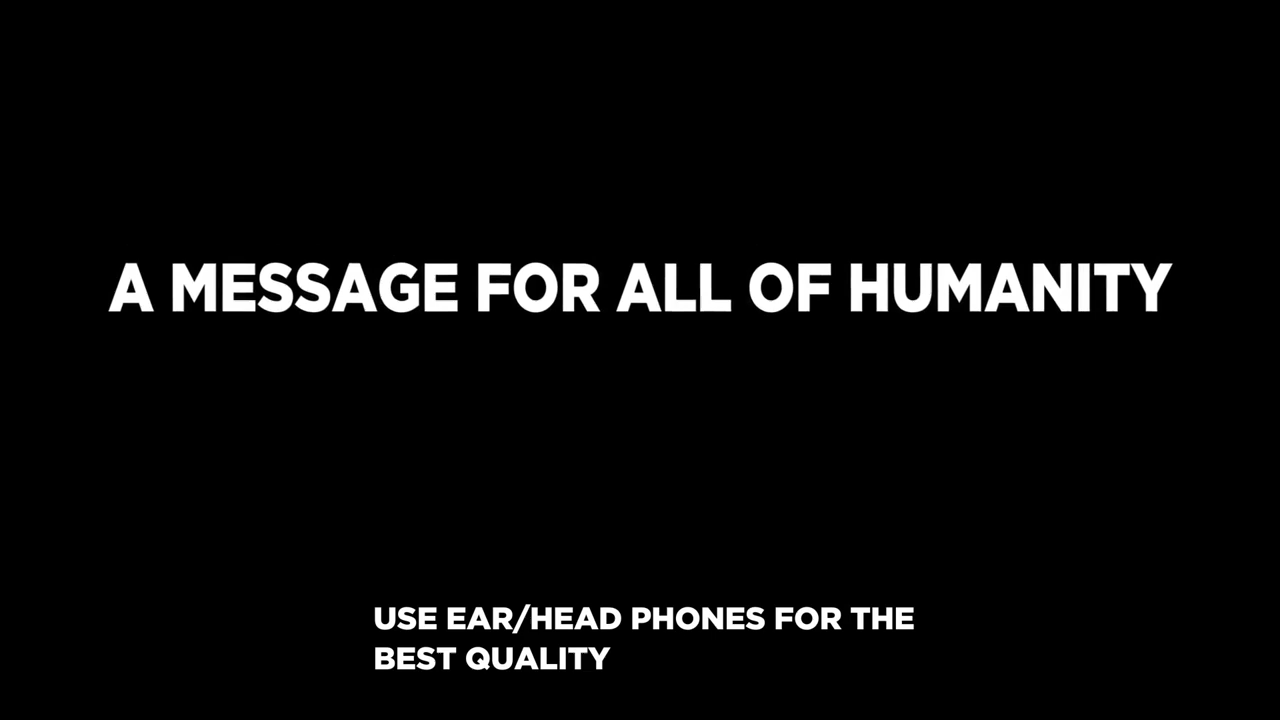 A MESSAGE FOR ALL OF HUMANITY
USE EAR/HEAD PHONES FOR THE
BEST QUALITY